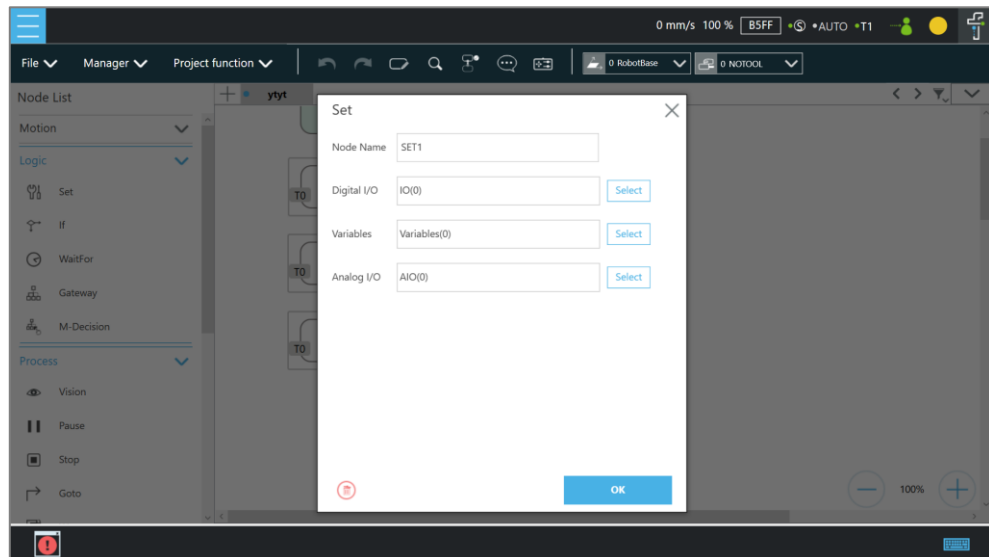 0 mm/s 100 % B5FF •Ⓢ •AUTO •T1
File Manager Project function 0 RobotBase 0 NOTOOL
Node List
ytyt
Motion
Logic
Set
If
WaitFor
Gateway
M-Decision
Process
Vision
Pause
Stop
Goto
T0
T0
T0
Set
Node Name SET1
Digital I/O IO(0) Select
Variables Variables(0) Select
Analog I/O AIO(0) Select
OK
100%